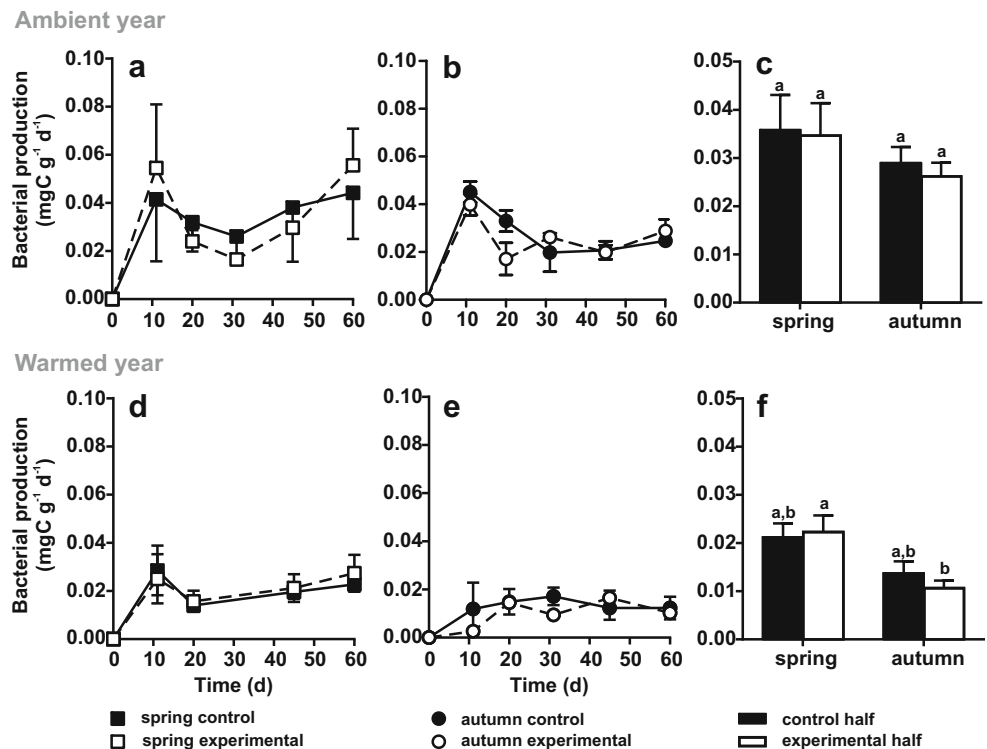 Ambient year
Bacterial production
(mgC g⁻¹ d⁻¹)
a
0.10
0.08
0.06
0.04
0.02
0.00
0 10 20 30 40 50 60
b
0.10
0.08
0.06
0.04
0.02
0.00
0 10 20 30 40 50 60
c
0.05
0.04
0.03
0.02
0.01
0.00
a a a a
spring autumn
Warmed year
Bacterial production
(mgC g⁻¹ d⁻¹)
d
0.10
0.08
0.06
0.04
0.02
0.00
0 10 20 30 40 50 60
Time (d)
e
0.10
0.08
0.06
0.04
0.02
0.00
0 10 20 30 40 50 60
Time (d)
f
0.05
0.04
0.03
0.02
0.01
0.00
a,b a a,b b
spring autumn
spring control
spring experimental
autumn control
autumn experimental
control half
experimental half